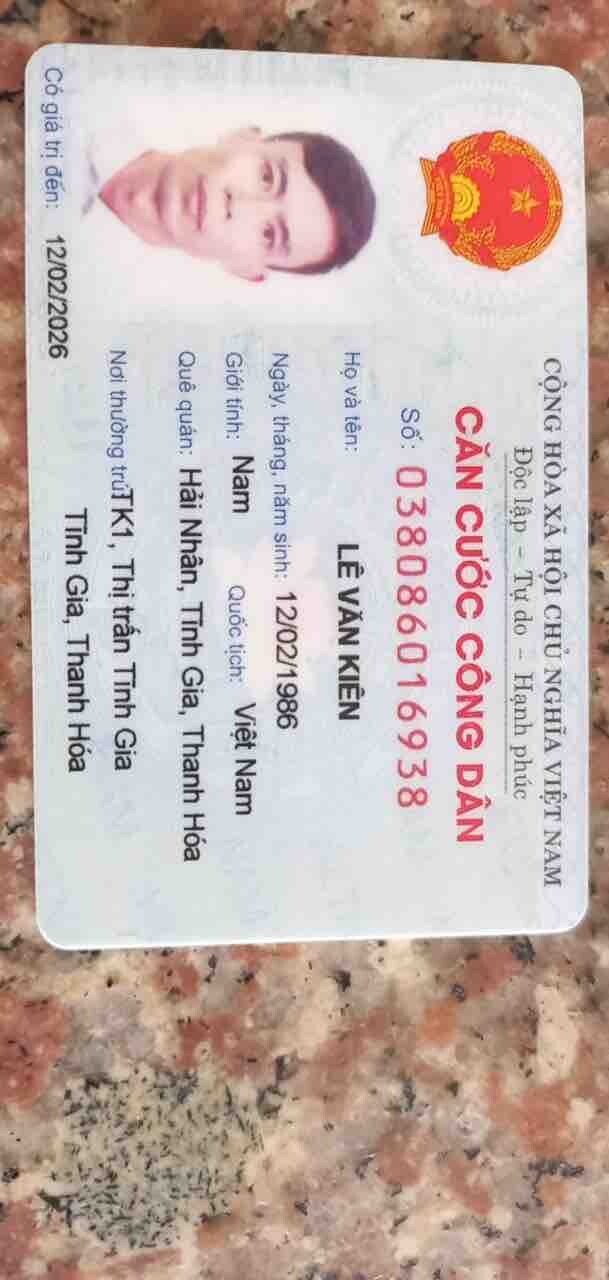 CỘNG HÒA XÃ HỘI CHỦ NGHĨA VIỆT NAM
Độc lập - Tự do - Hạnh phúc
CĂN CƯỚC CÔNG DÂN
Số: 038086016938
Họ và tên: LÊ VĂN KIÊN
Ngày, tháng, năm sinh: 12/02/1986
Giới tính: Nam Quốc tịch: Việt Nam
Quê quán: Hải Nhân, Tĩnh Gia, Thanh Hóa
Nơi thường trú: TK1, Thị trấn Tĩnh Gia
Tĩnh Gia, Thanh Hóa
Có giá trị đến: 12/02/2026